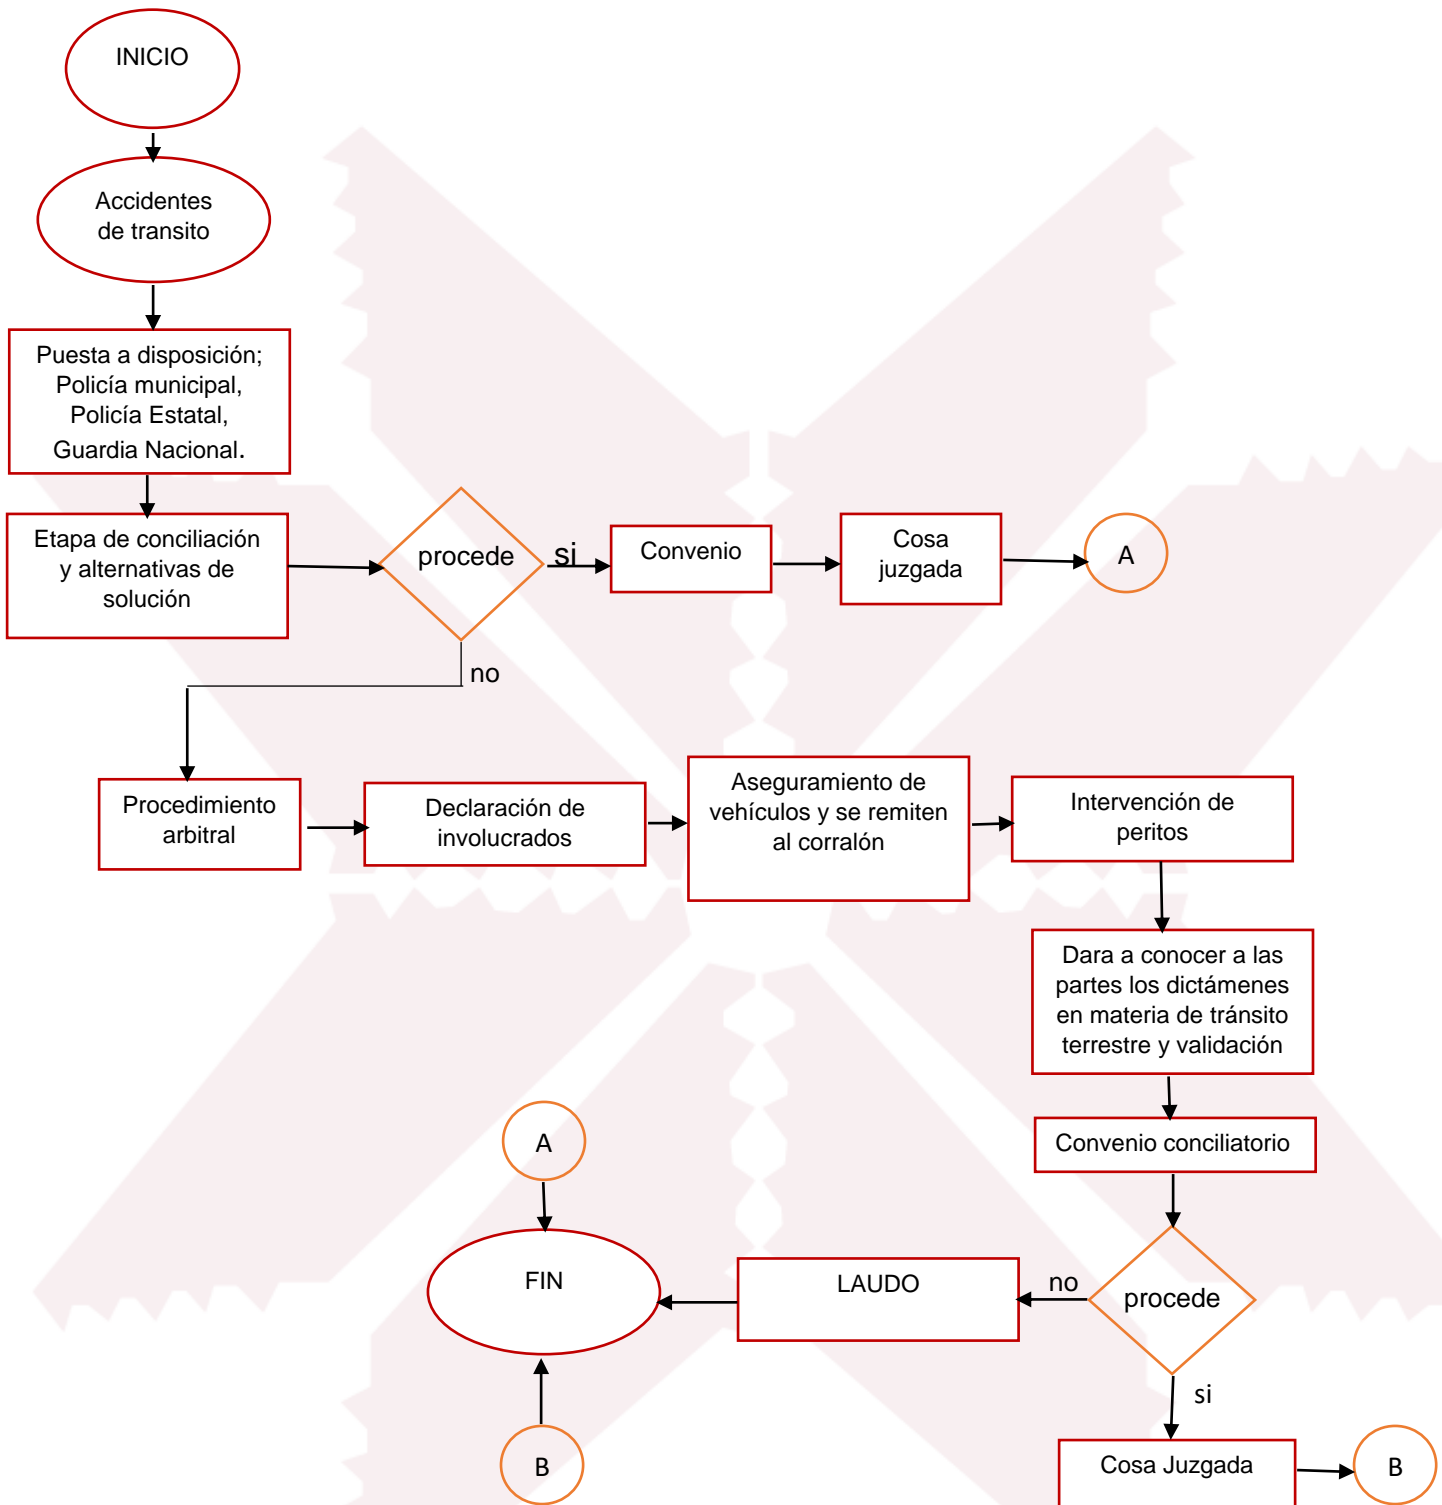 INICIO
Accidentes
de transito
Puesta a disposición;
Policía municipal,
Policía Estatal,
Guardia Nacional.
Etapa de conciliación
y alternativas de
solución
procede
si
Convenio
Cosa
juzgada
A
no
Procedimiento
arbitral
Declaración de
involucrados
Aseguramiento de
vehículos y se remiten
al corralón
Intervención de
peritos
Dara a conocer a las
partes los dictámenes
en materia de tránsito
terrestre y validación
Convenio conciliatorio
procede
no
LAUDO
FIN
A
si
Cosa Juzgada
B
B